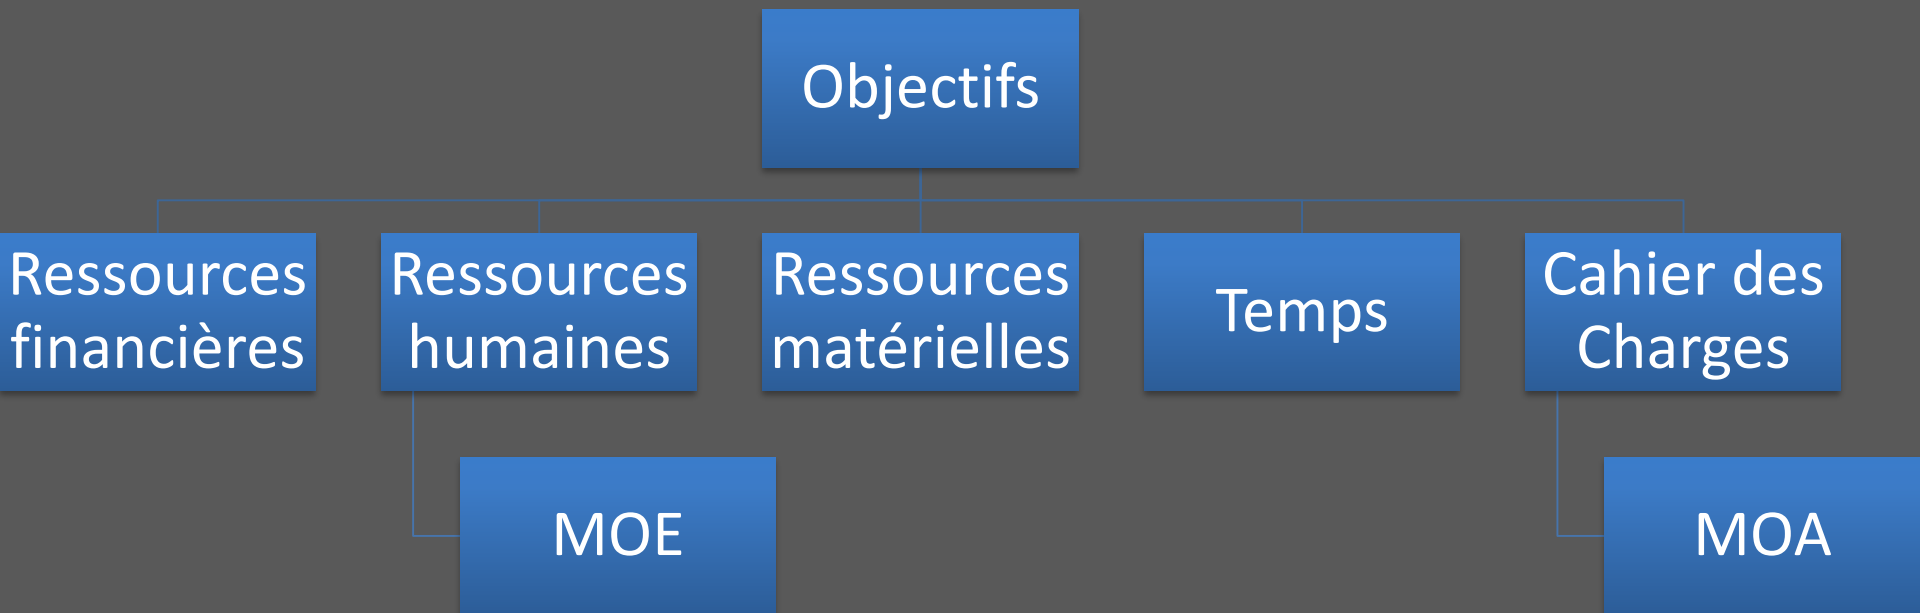 Objectifs
Ressources
financières
Ressources
humaines
Ressources
matérielles
Temps
Cahier des
Charges
MOE
MOA